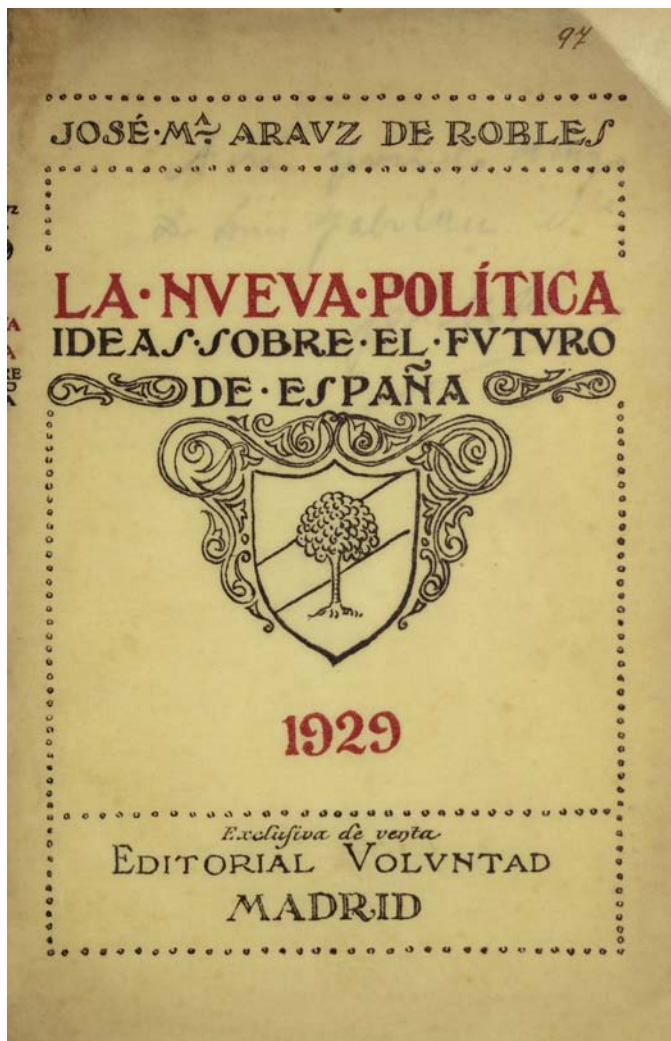 97
JOSÉ·Mª ARAVZ DE ROBLES
LA·NVEVA·POLÍTICA
IDEAS·SOBRE·EL·FVTVRO
DE·ESPAÑA
1929
Exclusiva de venta
EDITORIAL VOLVNTAD
MADRID